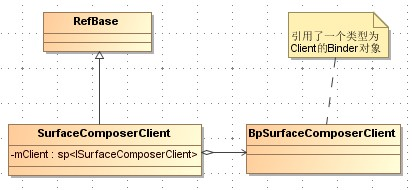 RefBase
引用了一个类型为
Client的Binder对象
SurfaceComposerClient
-mClient : sp<ISurfaceComposerClient>
BpSurfaceComposerClient